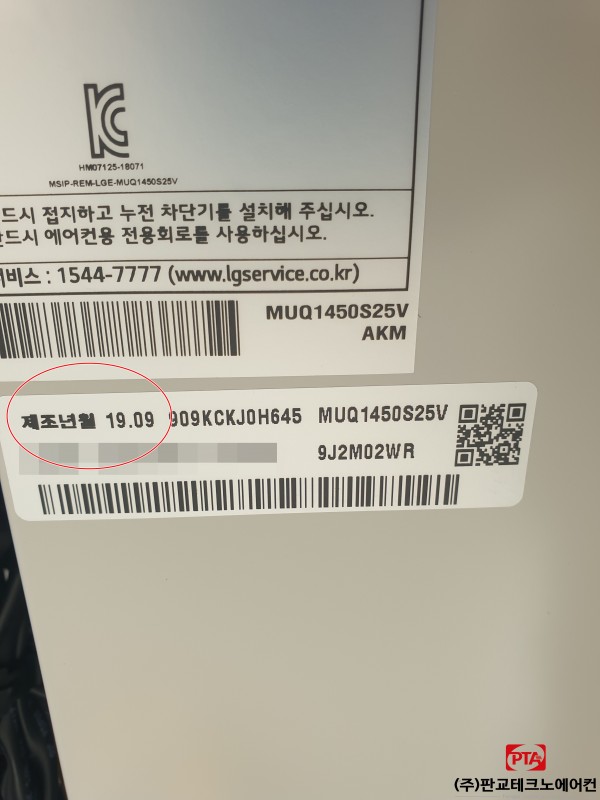 HM07125-18071
MSIP-REM-LGE-MUQ1450S25V
드시 접지하고 누전 차단기를 설치해 주십시오.
드시 에어컨용 전용회로를 사용하십시오.
비스 : 1544-7777 (www.lgservice.co.kr)
MUQ1450S25V
AKM
제조년월 19.09 909KCKJ0H645 MUQ1450S25V
9J2M02WR
PTA
(주)판교테크노에어컨